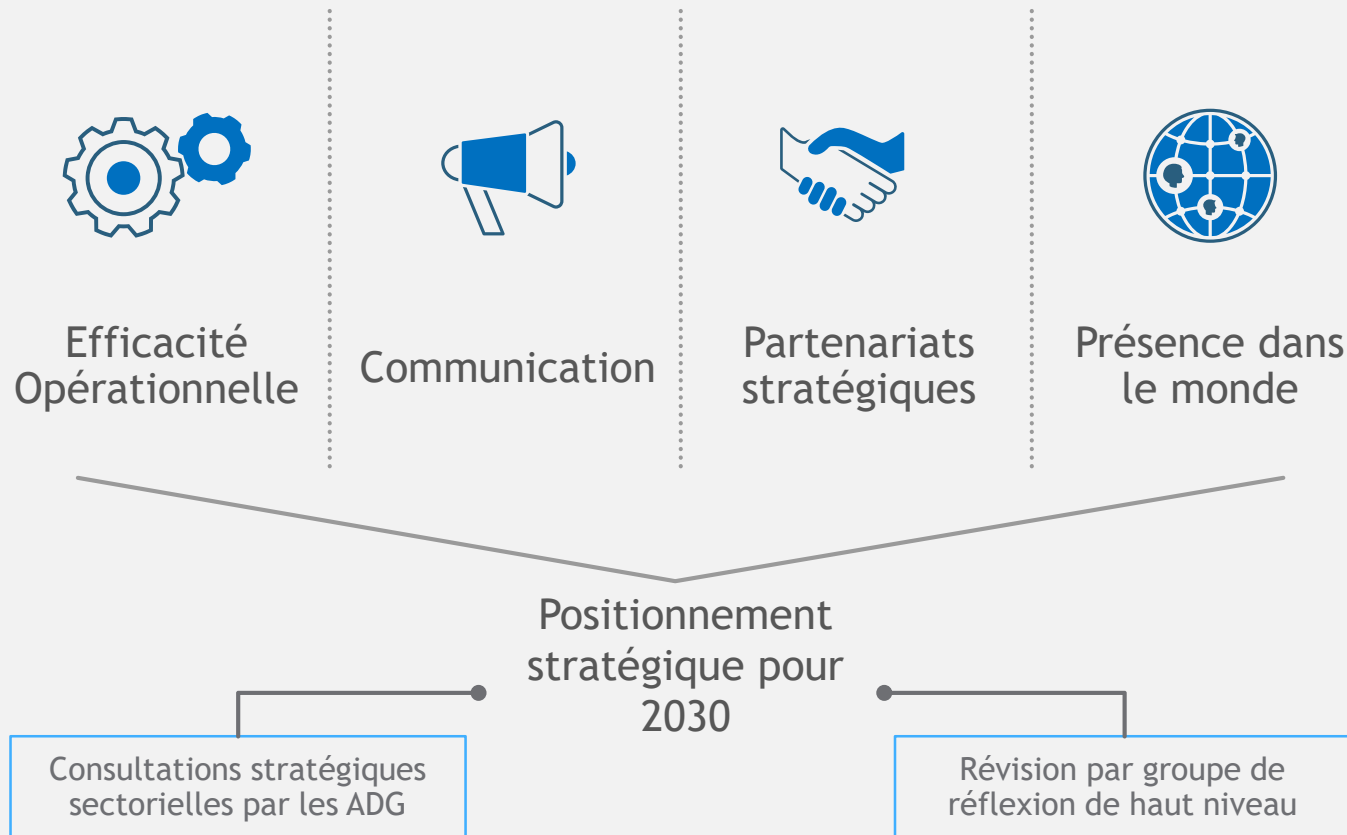 Efficacité
Opérationnelle
Communication
Partenariats
stratégiques
Présence dans
le monde
Positionnement
stratégique pour
2030
Consultations stratégiques
sectorielles par les ADG
Révision par groupe de
réflexion de haut niveau